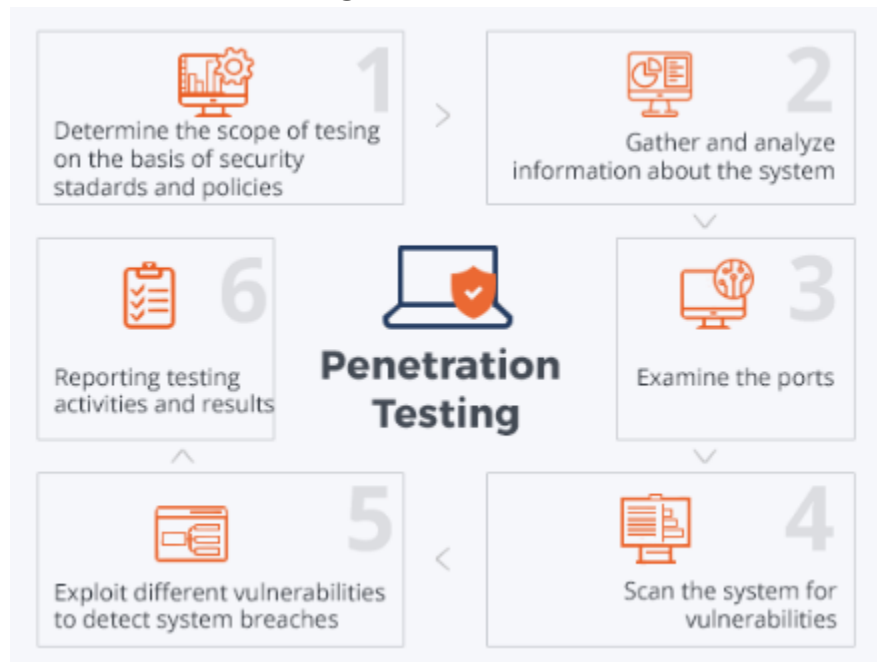 1
Determine the scope of tesing
on the basis of security
stadards and policies
2
Gather and analyze
information about the system
3
Examine the ports
4
Scan the system for
vulnerabilities
5
Exploit different vulnerabilities
to detect system breaches
6
Reporting testing
activities and results
Penetration
Testing